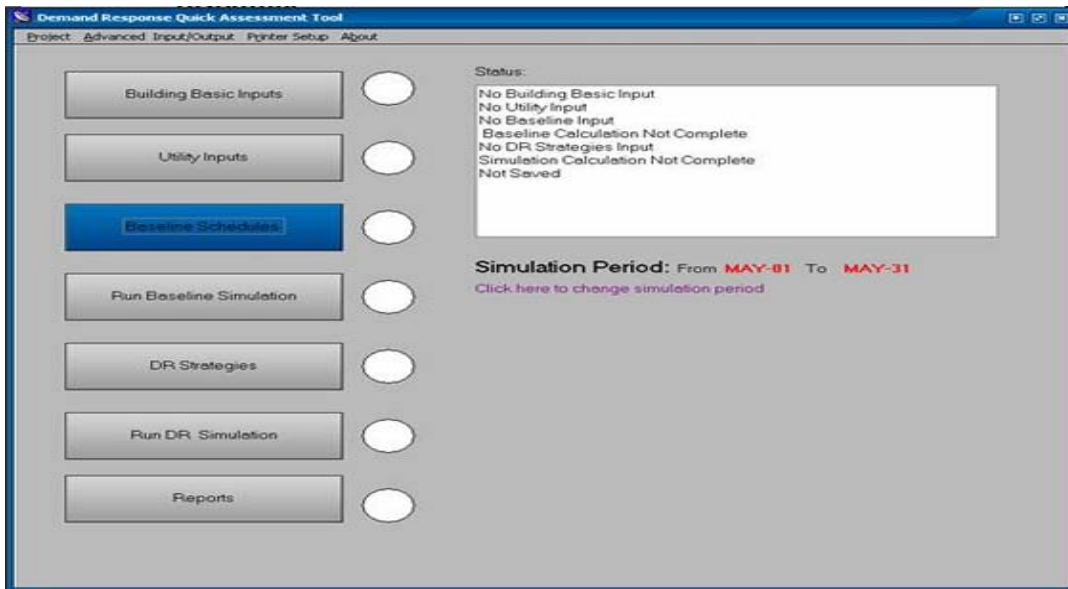 Demand Response Quick Assessment Tool
Project Advanced Input/Output Printer Setup About
Building Basic Inputs
Utility Inputs
Baseline Schedules
Run Baseline Simulation
DR Strategies
Run DR Simulation
Reports
Status:
No Building Basic Input
No Utility Input
No Baseline Input
Baseline Calculation Not Complete
No DR Strategies Input
Simulation Calculation Not Complete
Not Saved
Simulation Period: From MAY-01 To MAY-31
Click here to change simulation period